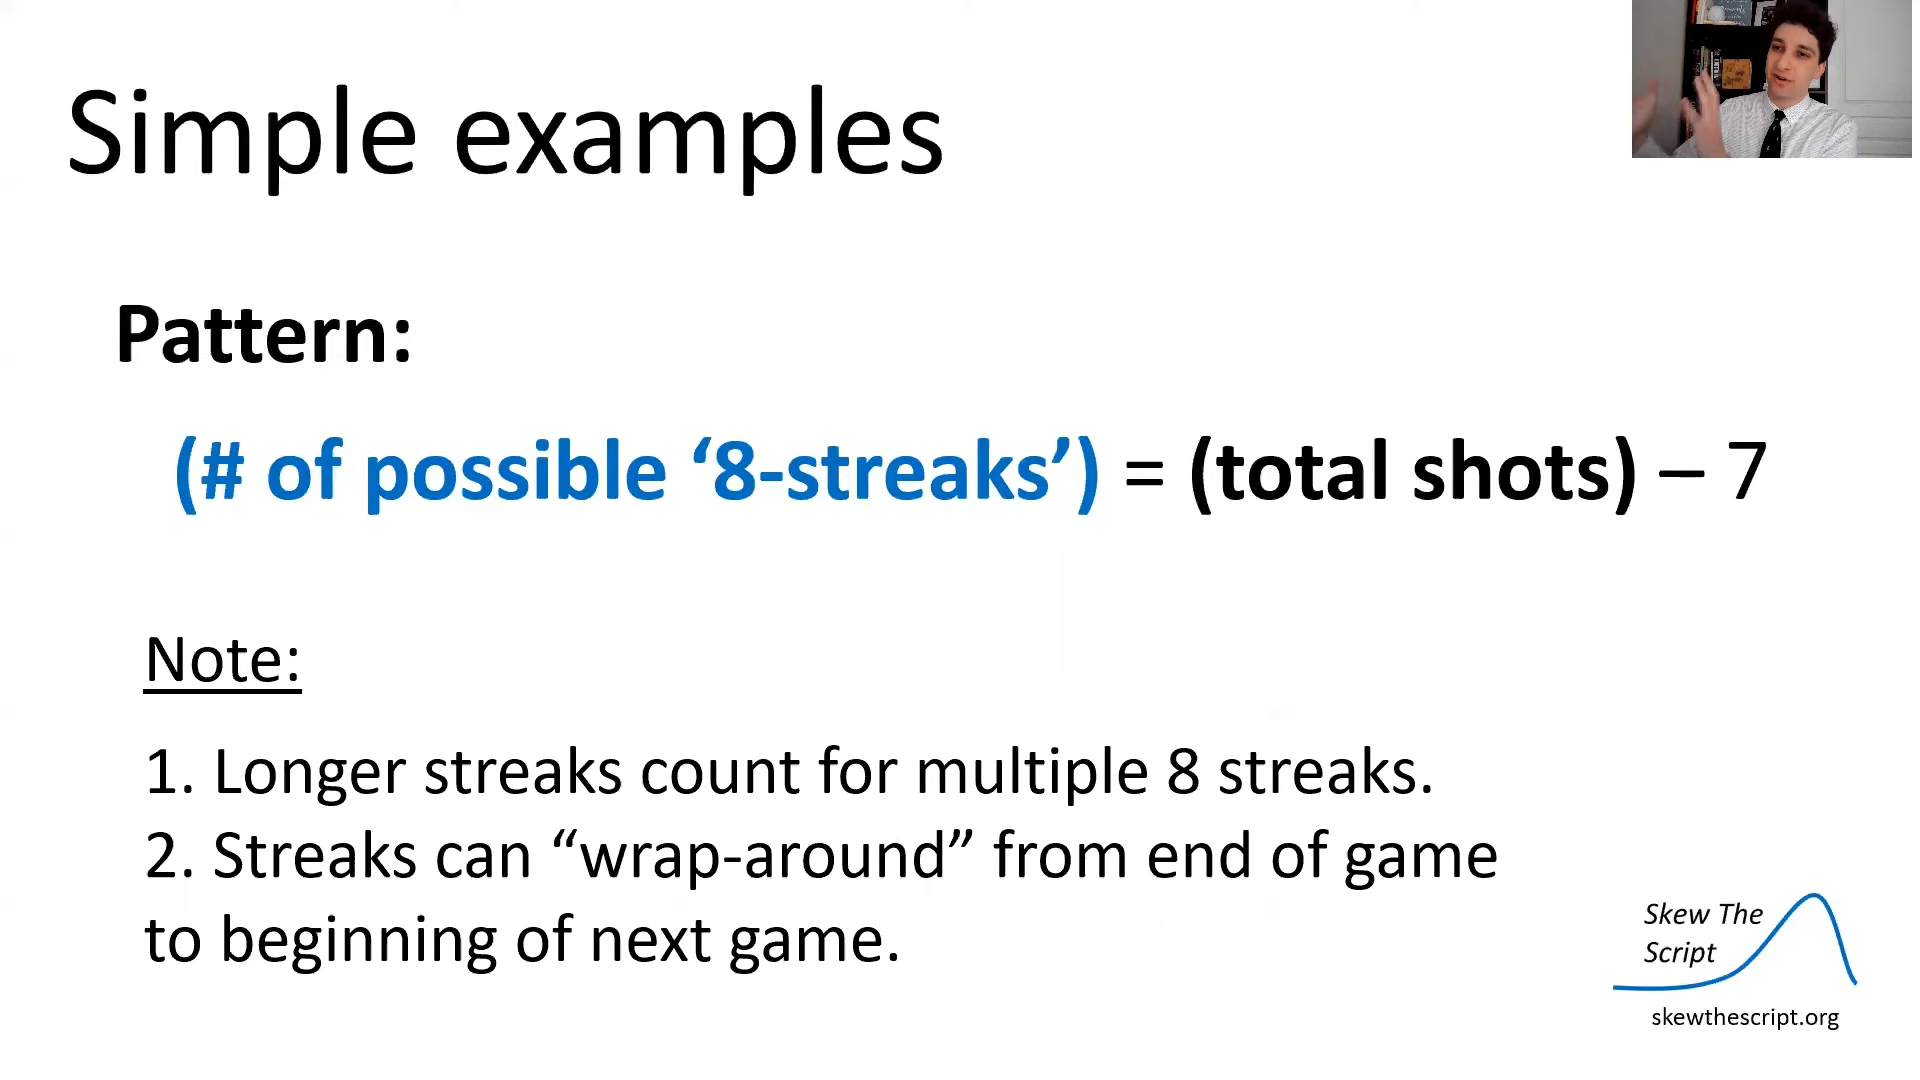 Simple examples
Pattern:
(# of possible ‘8-streaks’) = (total shots) – 7
Note:
1. Longer streaks count for multiple 8 streaks.
2. Streaks can “wrap-around” from end of game
to beginning of next game.
Skew The
Script
skewthescript.org